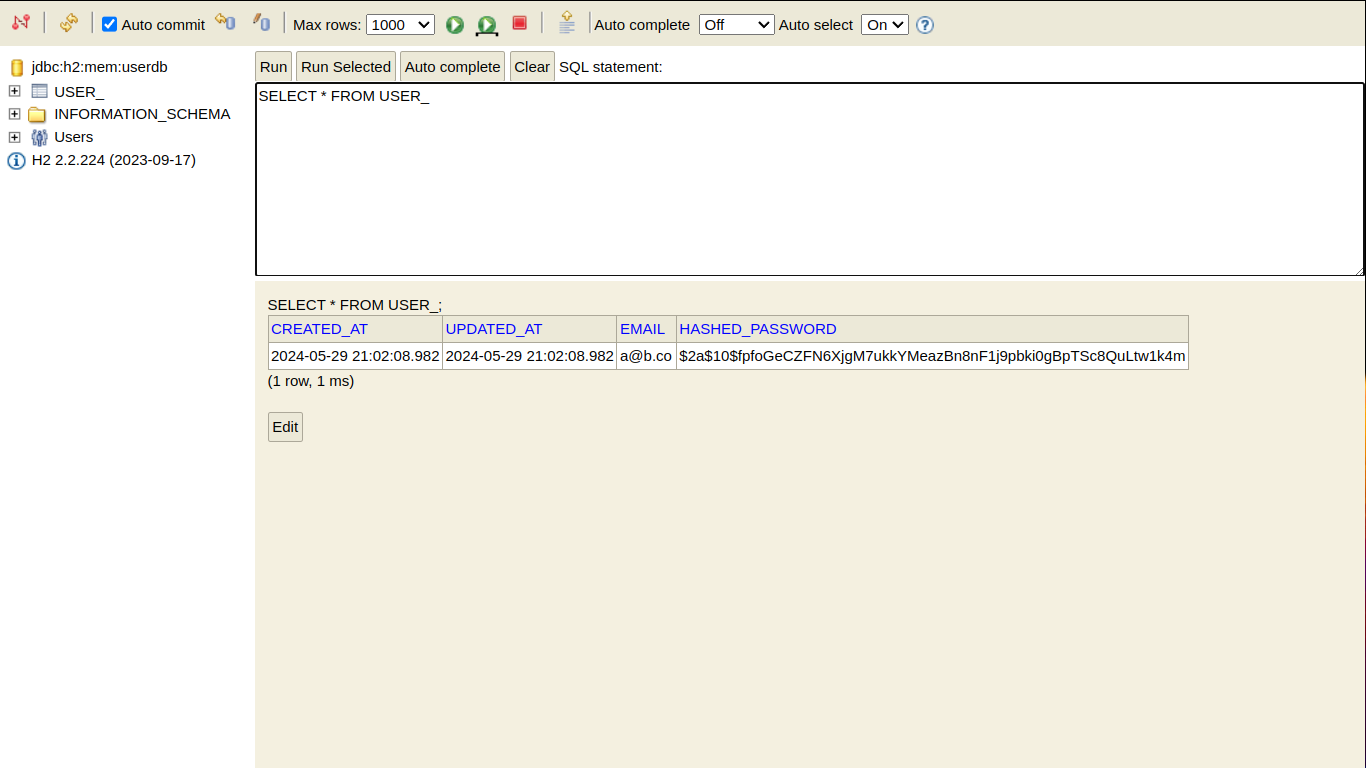 Auto commit Max rows: 1000 Auto complete Off Auto select On ?
jdbc:h2:mem:userdb
USER_
INFORMATION_SCHEMA
Users
H2 2.2.224 (2023-09-17)
Run Run Selected Auto complete Clear SQL statement:
SELECT * FROM USER_
SELECT * FROM USER_;
CREATED_AT UPDATED_AT EMAIL HASHED_PASSWORD
2024-05-29 21:02:08.982 2024-05-29 21:02:08.982 a@b.co $2a$10$fpfoGeCZFN6XjgM7ukkYMeazBn8nF1j9pbki0gBpTSc8QuLtw1k4m
(1 row, 1 ms)
Edit